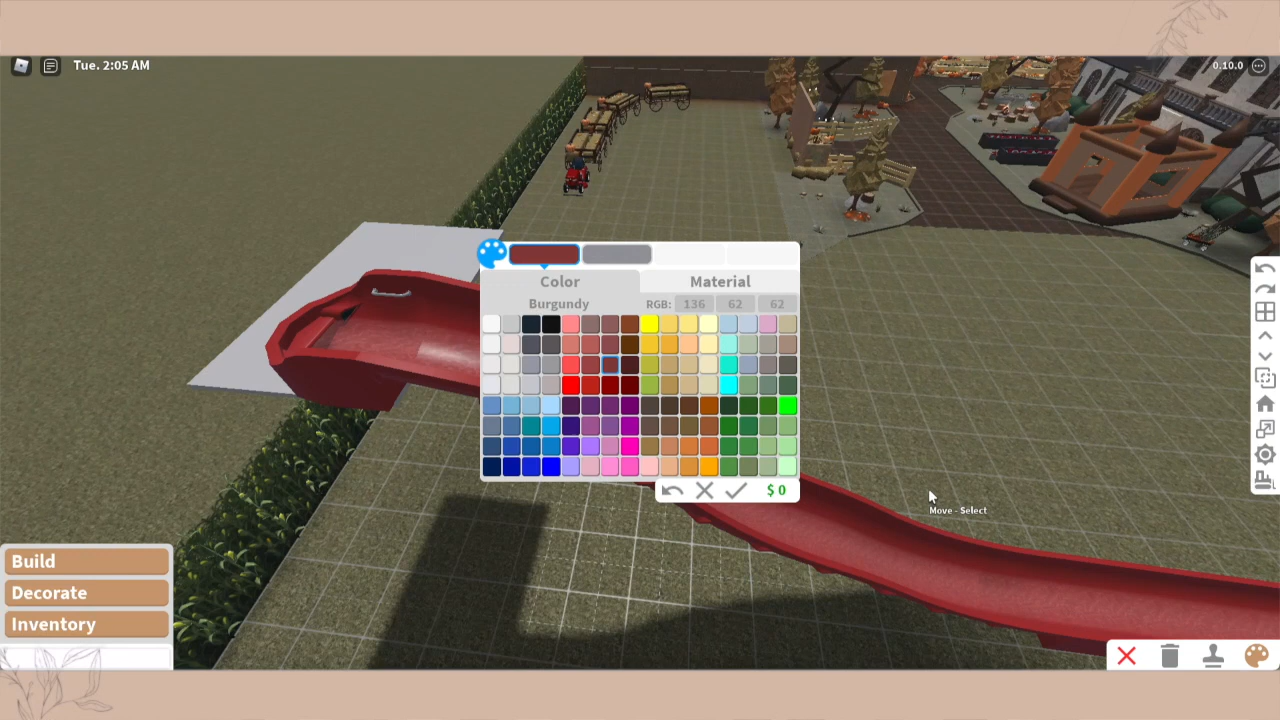 Tue. 2:05 AM
0.10.0
Color
Material
Burgundy
RGB: 136 62 62
$ 0
Move - Select
Build
Decorate
Inventory